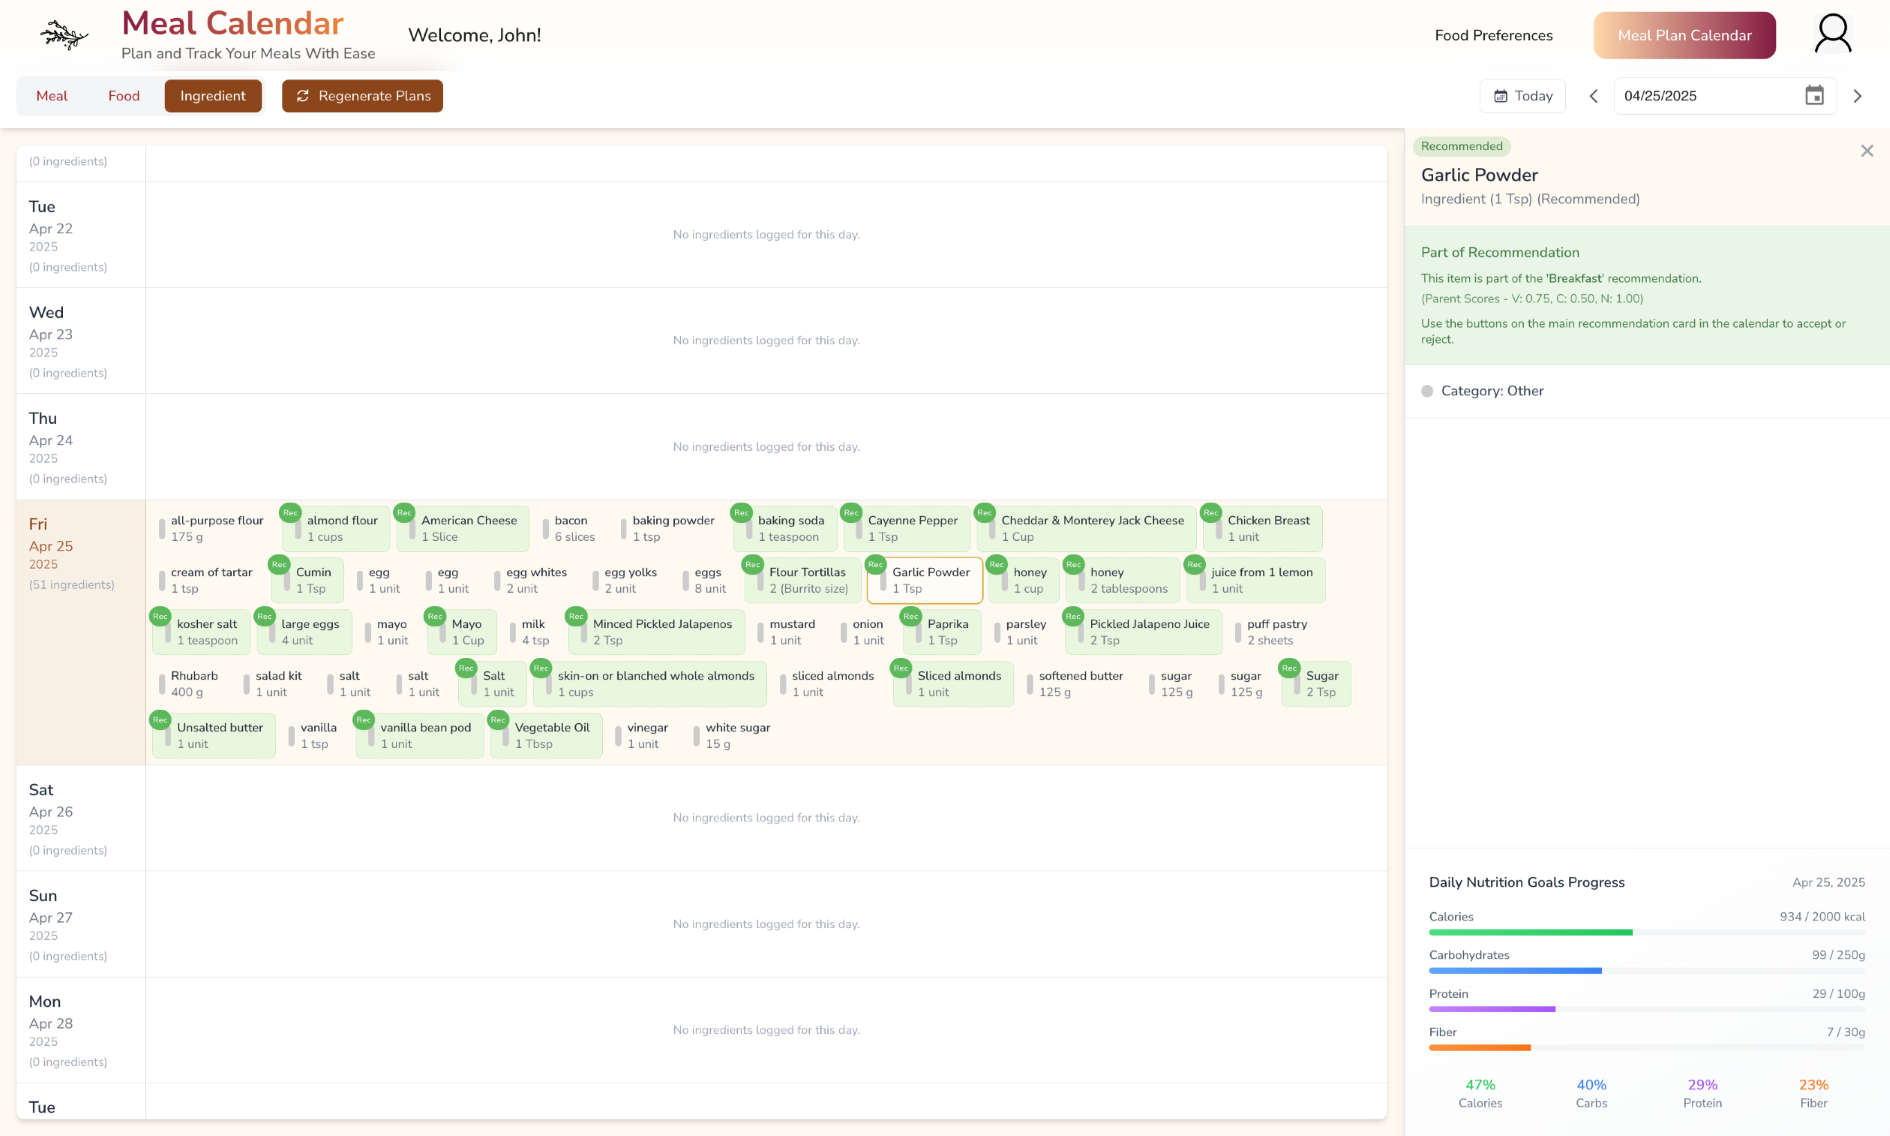 Meal Calendar
Plan and Track Your Meals With Ease
Welcome, John!
Food Preferences
Meal Plan Calendar
Meal
Food
Ingredient
Regenerate Plans
Today
04/25/2025
(0 ingredients)
Tue
Apr 22
2025
(0 ingredients)
No ingredients logged for this day.
Wed
Apr 23
2025
(0 ingredients)
No ingredients logged for this day.
Thu
Apr 24
2025
(0 ingredients)
No ingredients logged for this day.
Fri
Apr 25
2025
(51 ingredients)
all-purpose flour
175 g
Rec
almond flour
1 cups
Rec
American Cheese
1 Slice
bacon
6 slices
baking powder
1 tsp
Rec
baking soda
1 teaspoon
Rec
Cayenne Pepper
1 Tsp
Rec
Cheddar & Monterey Jack Cheese
1 Cup
Rec
Chicken Breast
1 unit
cream of tartar
1 tsp
Rec
Cumin
1 Tsp
egg
1 unit
egg
1 unit
egg whites
2 unit
egg yolks
2 unit
eggs
8 unit
Rec
Flour Tortillas
2 (Burrito size)
Rec
Garlic Powder
1 Tsp
Rec
honey
1 cup
Rec
honey
2 tablespoons
Rec
juice from 1 lemon
1 unit
Rec
kosher salt
1 teaspoon
Rec
large eggs
4 unit
mayo
1 unit
Rec
Mayo
1 Cup
milk
4 tsp
Rec
Minced Pickled Jalapenos
2 Tsp
mustard
1 unit
onion
1 unit
Rec
Paprika
1 Tsp
parsley
1 unit
Rec
Pickled Jalapeno Juice
2 Tsp
puff pastry
2 sheets
Rhubarb
400 g
salad kit
1 unit
salt
1 unit
salt
1 unit
Rec
Salt
1 unit
Rec
skin-on or blanched whole almonds
1 cups
sliced almonds
1 unit
Rec
Sliced almonds
1 unit
softened butter
125 g
sugar
125 g
sugar
125 g
Rec
Sugar
2 Tsp
Rec
Unsalted butter
1 unit
vanilla
1 tsp
Rec
vanilla bean pod
1 unit
Rec
Vegetable Oil
1 Tbsp
vinegar
1 unit
white sugar
15 g
Sat
Apr 26
2025
(0 ingredients)
No ingredients logged for this day.
Sun
Apr 27
2025
(0 ingredients)
No ingredients logged for this day.
Mon
Apr 28
2025
(0 ingredients)
No ingredients logged for this day.
Tue
Recommended
Garlic Powder
Ingredient (1 Tsp) (Recommended)
Part of Recommendation
This item is part of the 'Breakfast' recommendation.
(Parent Scores - V: 0.75, C: 0.50, N: 1.00)
Use the buttons on the main recommendation card in the calendar to accept or
reject.
Category: Other
Daily Nutrition Goals Progress
Apr 25, 2025
Calories
934 / 2000 kcal
Carbohydrates
99 / 250g
Protein
29 / 100g
Fiber
7 / 30g
47%
Calories
40%
Carbs
29%
Protein
23%
Fiber